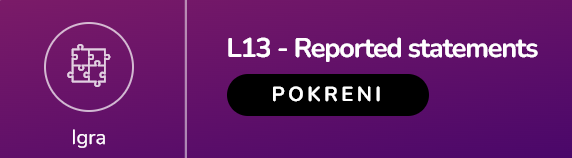 L13 - Reported statements
POKRENI
Igra